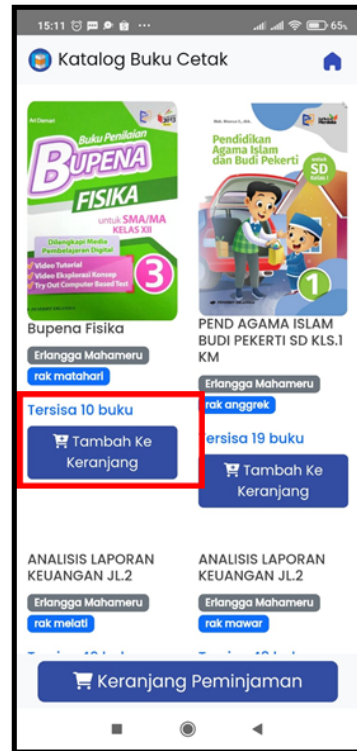 15:11
65%
Katalog Buku Cetak
Buku Penilaian
BUPENA
FISIKA
untuk SMA/MA
KELAS XII
Dilengkapi Media
Pembelajaran Digital
Video Tutorial
Video Eksplorasi Konsep
Try Out Computer Based Test
3
Bupena Fisika
Erlangga Mahameru
rak matahari
Tersisa 10 buku
Tambah Ke
Keranjang
Pendidikan
Agama Islam
dan Budi Pekerti
untuk
SD
Kelas I
1
PEND AGAMA ISLAM
BUDI PEKERTI SD KLS.1
KM
Erlangga Mahameru
rak anggrek
ersisa 19 buku
Tambah Ke
Keranjang
ANALISIS LAPORAN
KEUANGAN JL.2
Erlangga Mahameru
rak melati
ANALISIS LAPORAN
KEUANGAN JL.2
Erlangga Mahameru
rak mawar
Keranjang Peminjaman